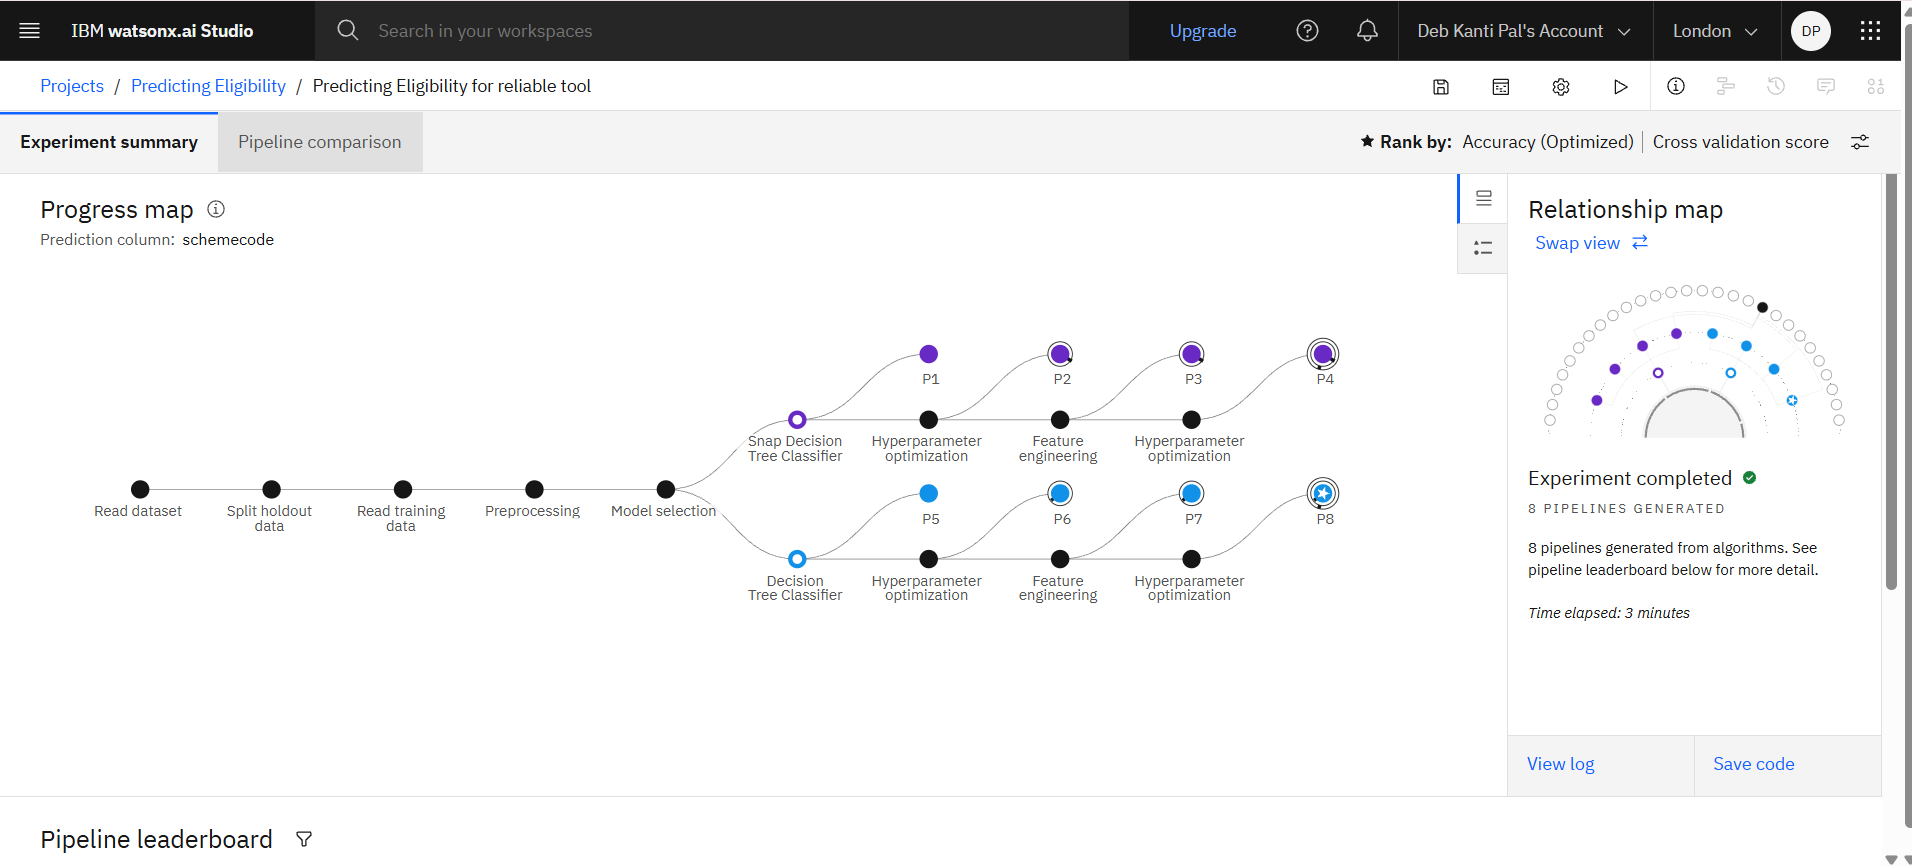 IBM watsonx.ai Studio
Search in your workspaces
Upgrade
Deb Kanti Pal's Account
London
DP
Projects / Predicting Eligibility / Predicting Eligibility for reliable tool
Experiment summary
Pipeline comparison
Rank by: Accuracy (Optimized) | Cross validation score
Progress map
Prediction column: schemecode
P1
P2
P3
P4
Snap Decision
Tree Classifier
Hyperparameter
optimization
Feature
engineering
Hyperparameter
optimization
Read dataset
Split holdout
data
Read training
data
Preprocessing
Model selection
P5
P6
P7
P8
Decision
Tree Classifier
Hyperparameter
optimization
Feature
engineering
Hyperparameter
optimization
Relationship map
Swap view
Experiment completed
8 PIPELINES GENERATED
8 pipelines generated from algorithms. See
pipeline leaderboard below for more detail.
Time elapsed: 3 minutes
View log
Save code
Pipeline leaderboard